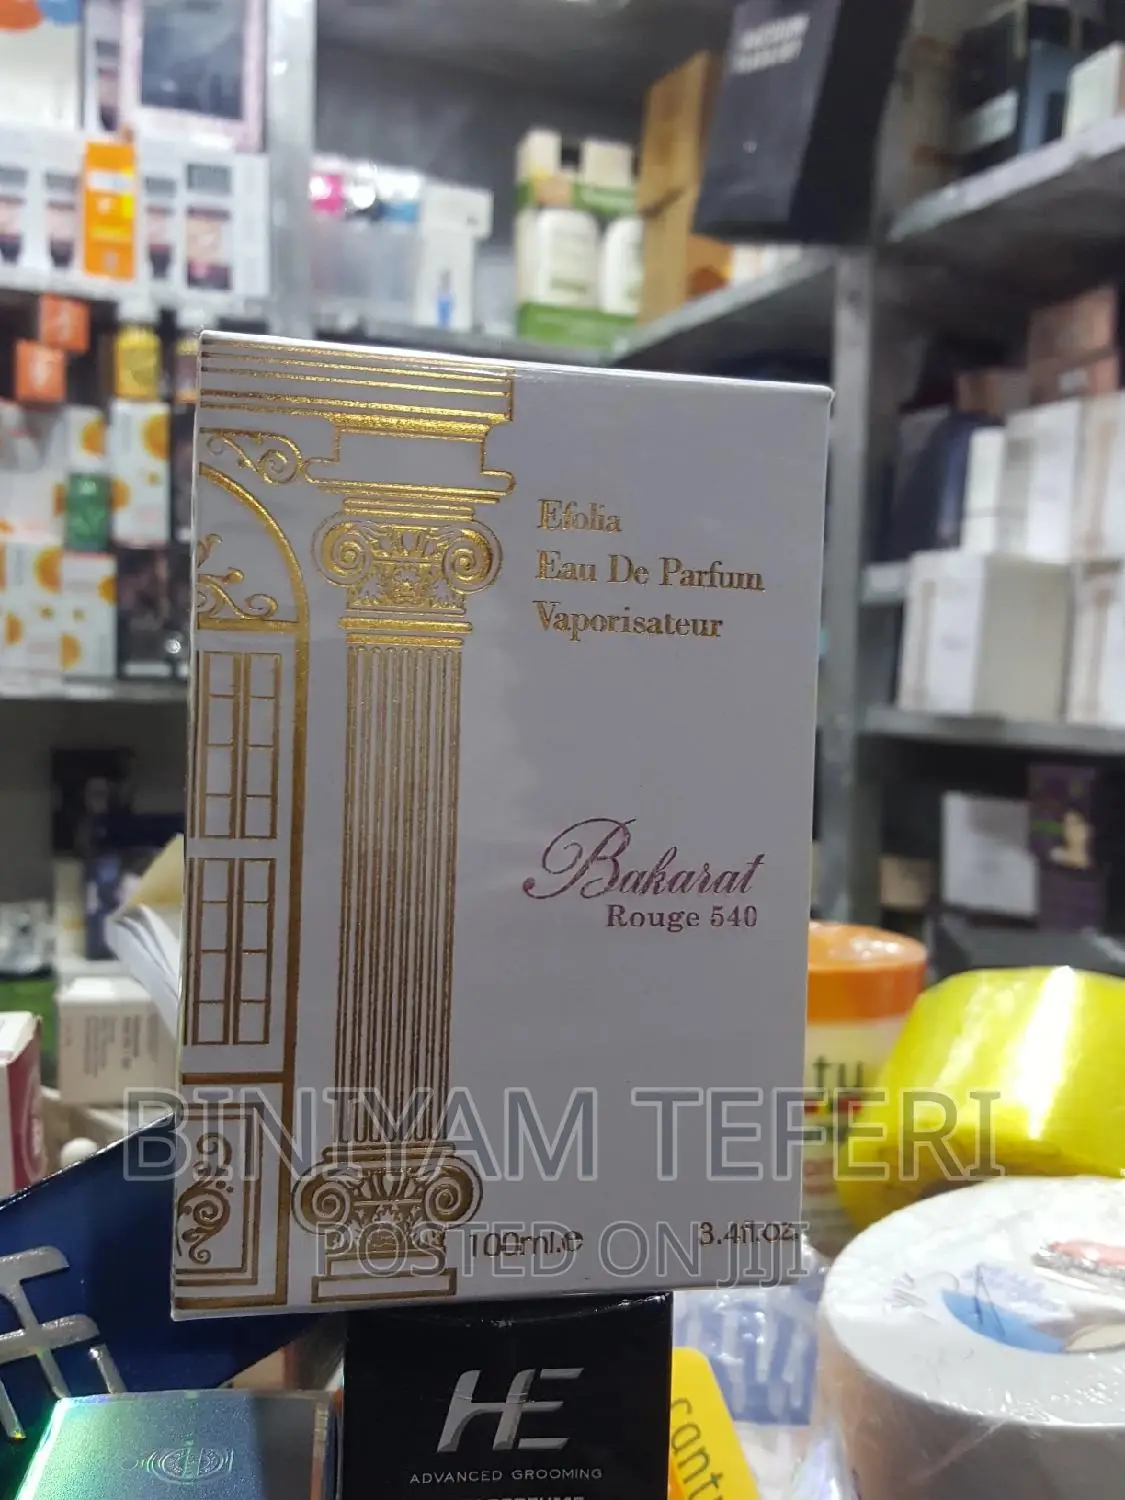 Efolia
Eau De Parfum
Vaporisateur
Bakarat
Rouge 540
BINIYAM TEFERI
POSTED ON JIJI
100ml.e
3.4fl.oz.
HE
ADVANCED GROOMING
cantu